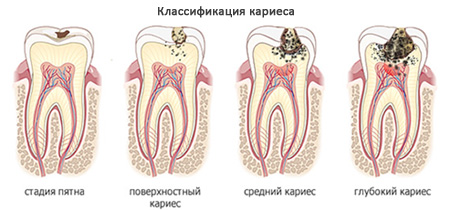 Классификация кариеса
стадия пятна
поверхностный
кариес
средний кариес
глубокий кариес